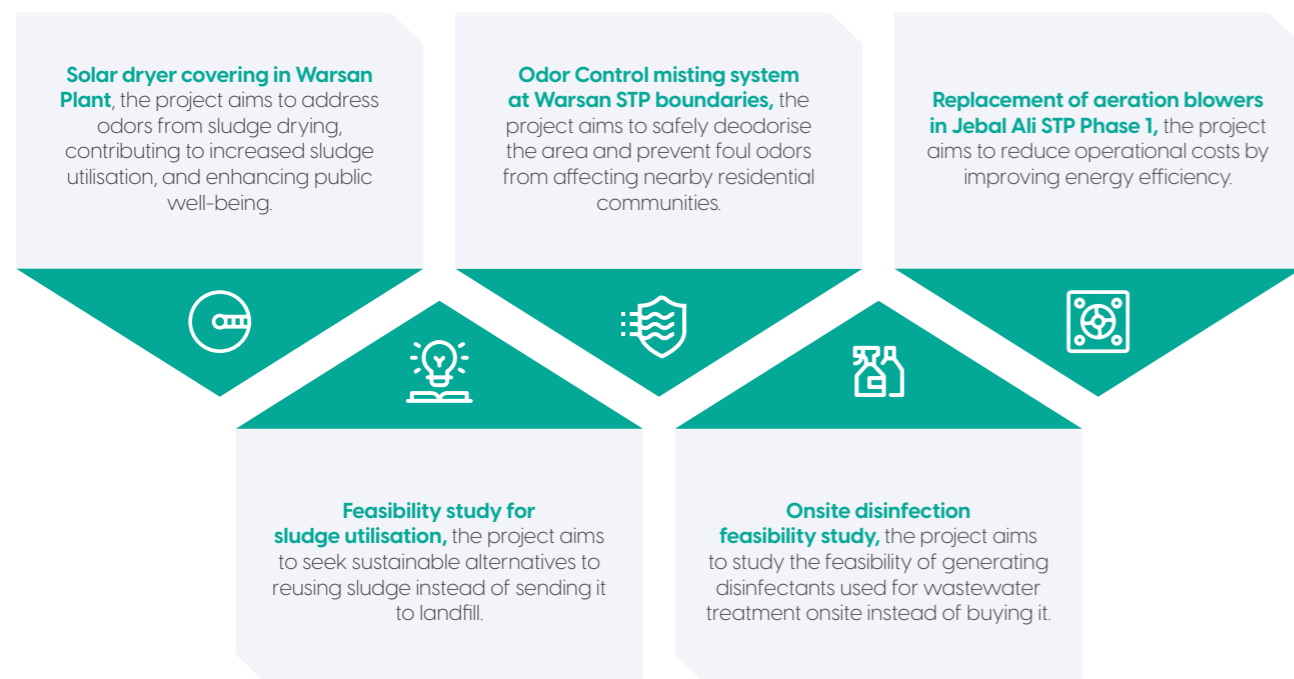 Solar dryer covering in Warsan
Plant, the project aims to address
odors from sludge drying,
contributing to increased sludge
utilisation, and enhancing public
well-being.
Odor Control misting system
at Warsan STP boundaries, the
project aims to safely deodorise
the area and prevent foul odors
from affecting nearby residential
communities.
Replacement of aeration blowers
in Jebal Ali STP Phase 1, the project
aims to reduce operational costs by
improving energy efficiency.
Feasibility study for
sludge utilisation, the project aims
to seek sustainable alternatives to
reusing sludge instead of sending it
to landfill.
Onsite disinfection
feasibility study, the project aims
to study the feasibility of generating
disinfectants used for wastewater
treatment onsite instead of buying it.